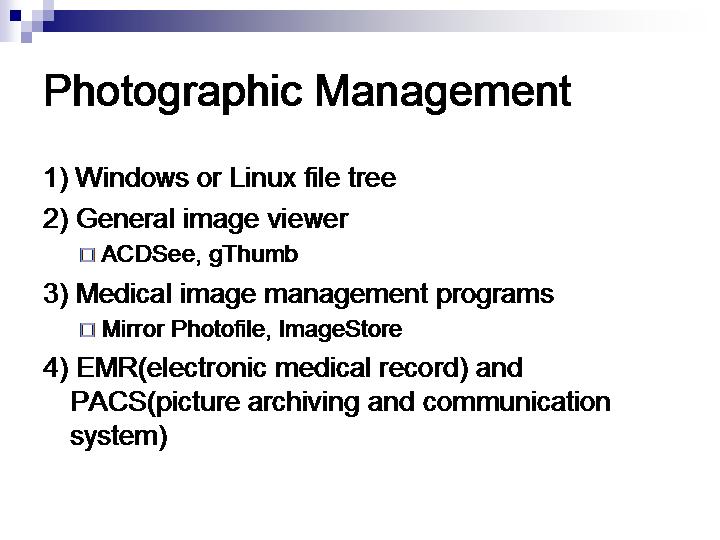 Photographic Management
1) Windows or Linux file tree
2) General image viewer
ACDSee, gThumb
3) Medical image management programs
Mirror Photofile, ImageStore
4) EMR(electronic medical record) and
PACS(picture archiving and communication
system)